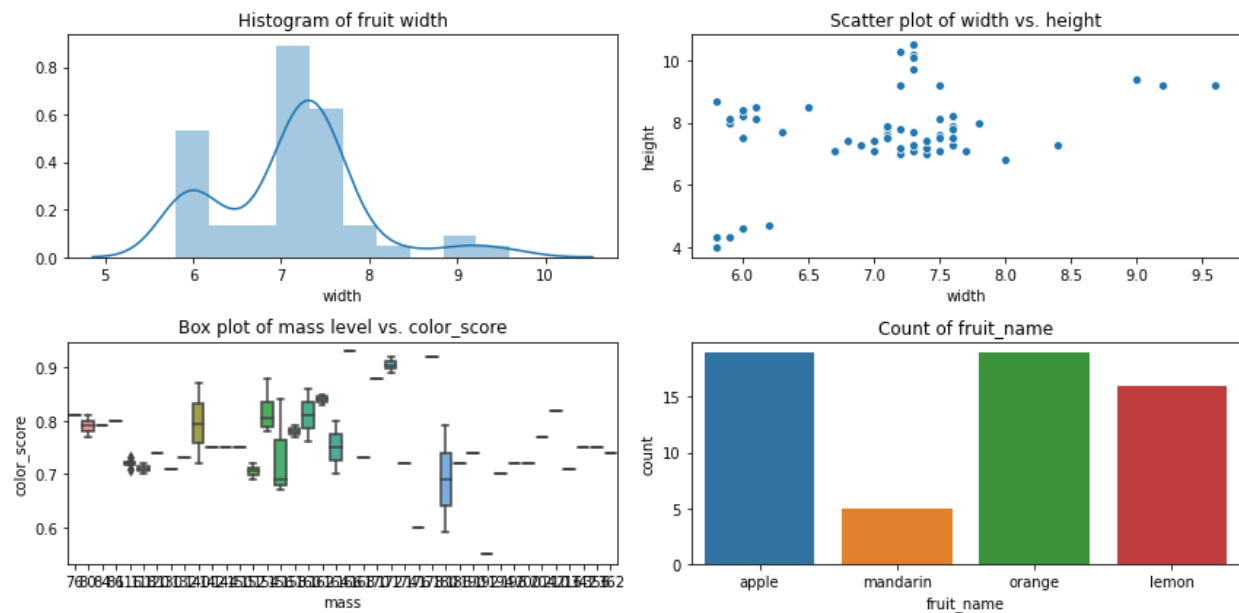 Histogram of fruit width
0.8
0.6
0.4
0.2
0.0
5 6 7 8 9 10
width
Scatter plot of width vs. height
10
8
6
4
height
6.0 6.5 7.0 7.5 8.0 8.5 9.0 9.5
width
Box plot of mass level vs. color_score
0.9
0.8
0.7
0.6
color_score
76 80 84 86
mass
Count of fruit_name
15
10
5
0
count
apple mandarin orange lemon
fruit_name